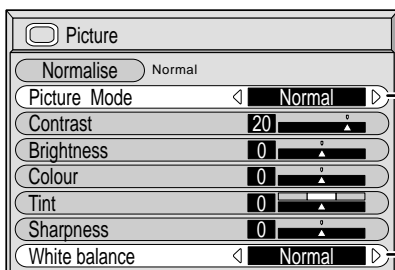 Picture
Normalise Normal
Picture Mode Normal
Contrast 20
Brightness 0
Colour 0
Tint 0
Sharpness 0
White balance Normal